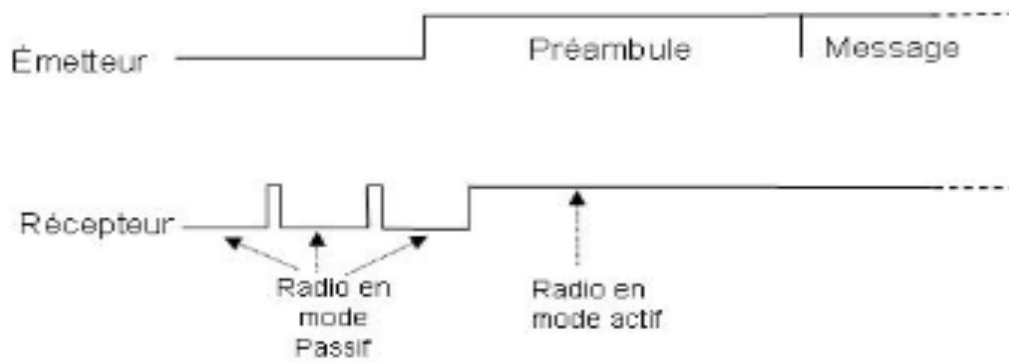 Émetteur
Préambule
Message
Récepteur
Radio en
mode
Passif
Radio en
mode actif